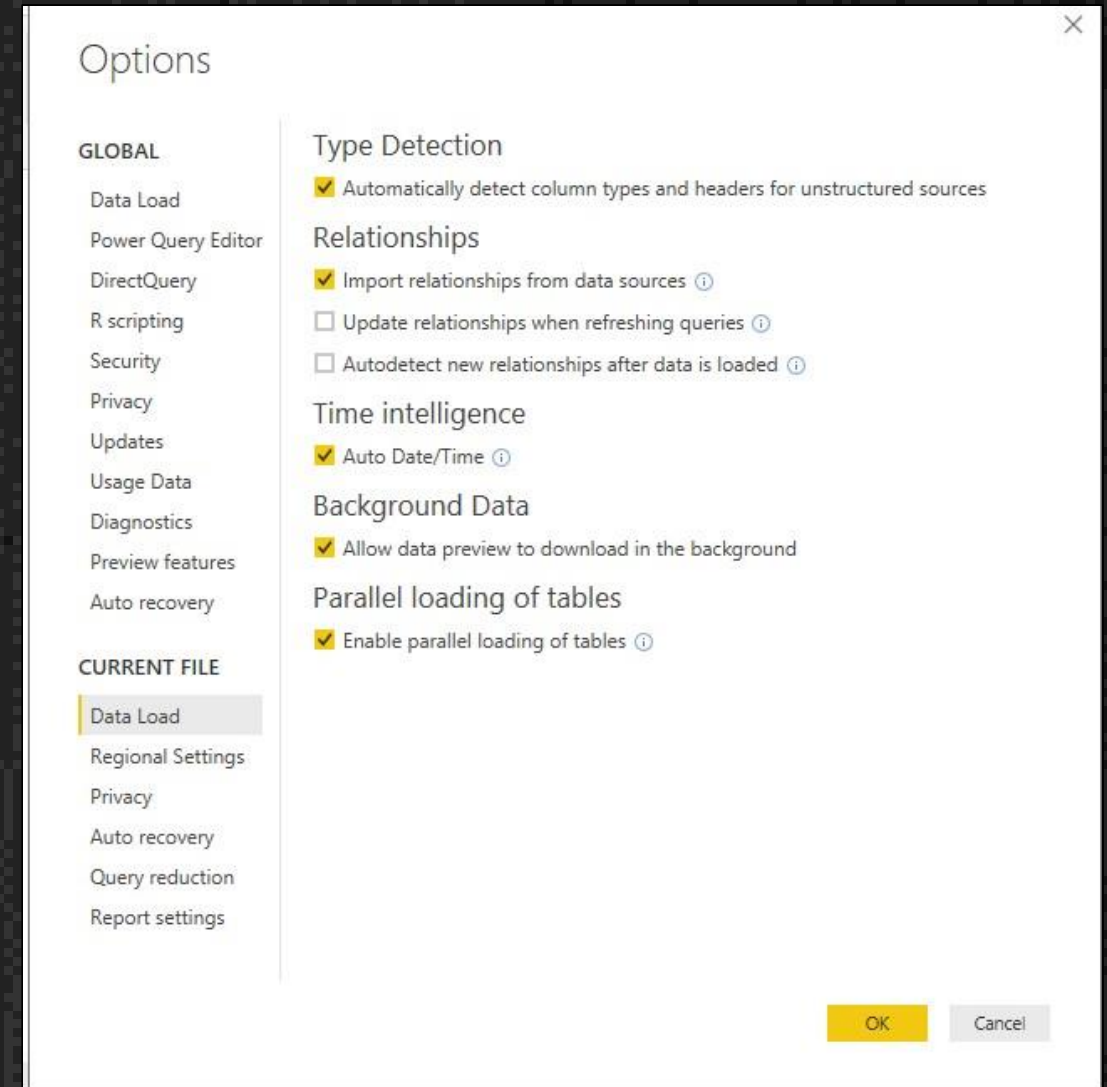 Options
GLOBAL
Data Load
Power Query Editor
DirectQuery
R scripting
Security
Privacy
Updates
Usage Data
Diagnostics
Preview features
Auto recovery
CURRENT FILE
Data Load
Regional Settings
Privacy
Auto recovery
Query reduction
Report settings
Type Detection
Automatically detect column types and headers for unstructured sources
Relationships
Import relationships from data sources
Update relationships when refreshing queries
Autodetect new relationships after data is loaded
Time intelligence
Auto Date/Time
Background Data
Allow data preview to download in the background
Parallel loading of tables
Enable parallel loading of tables
OK
Cancel